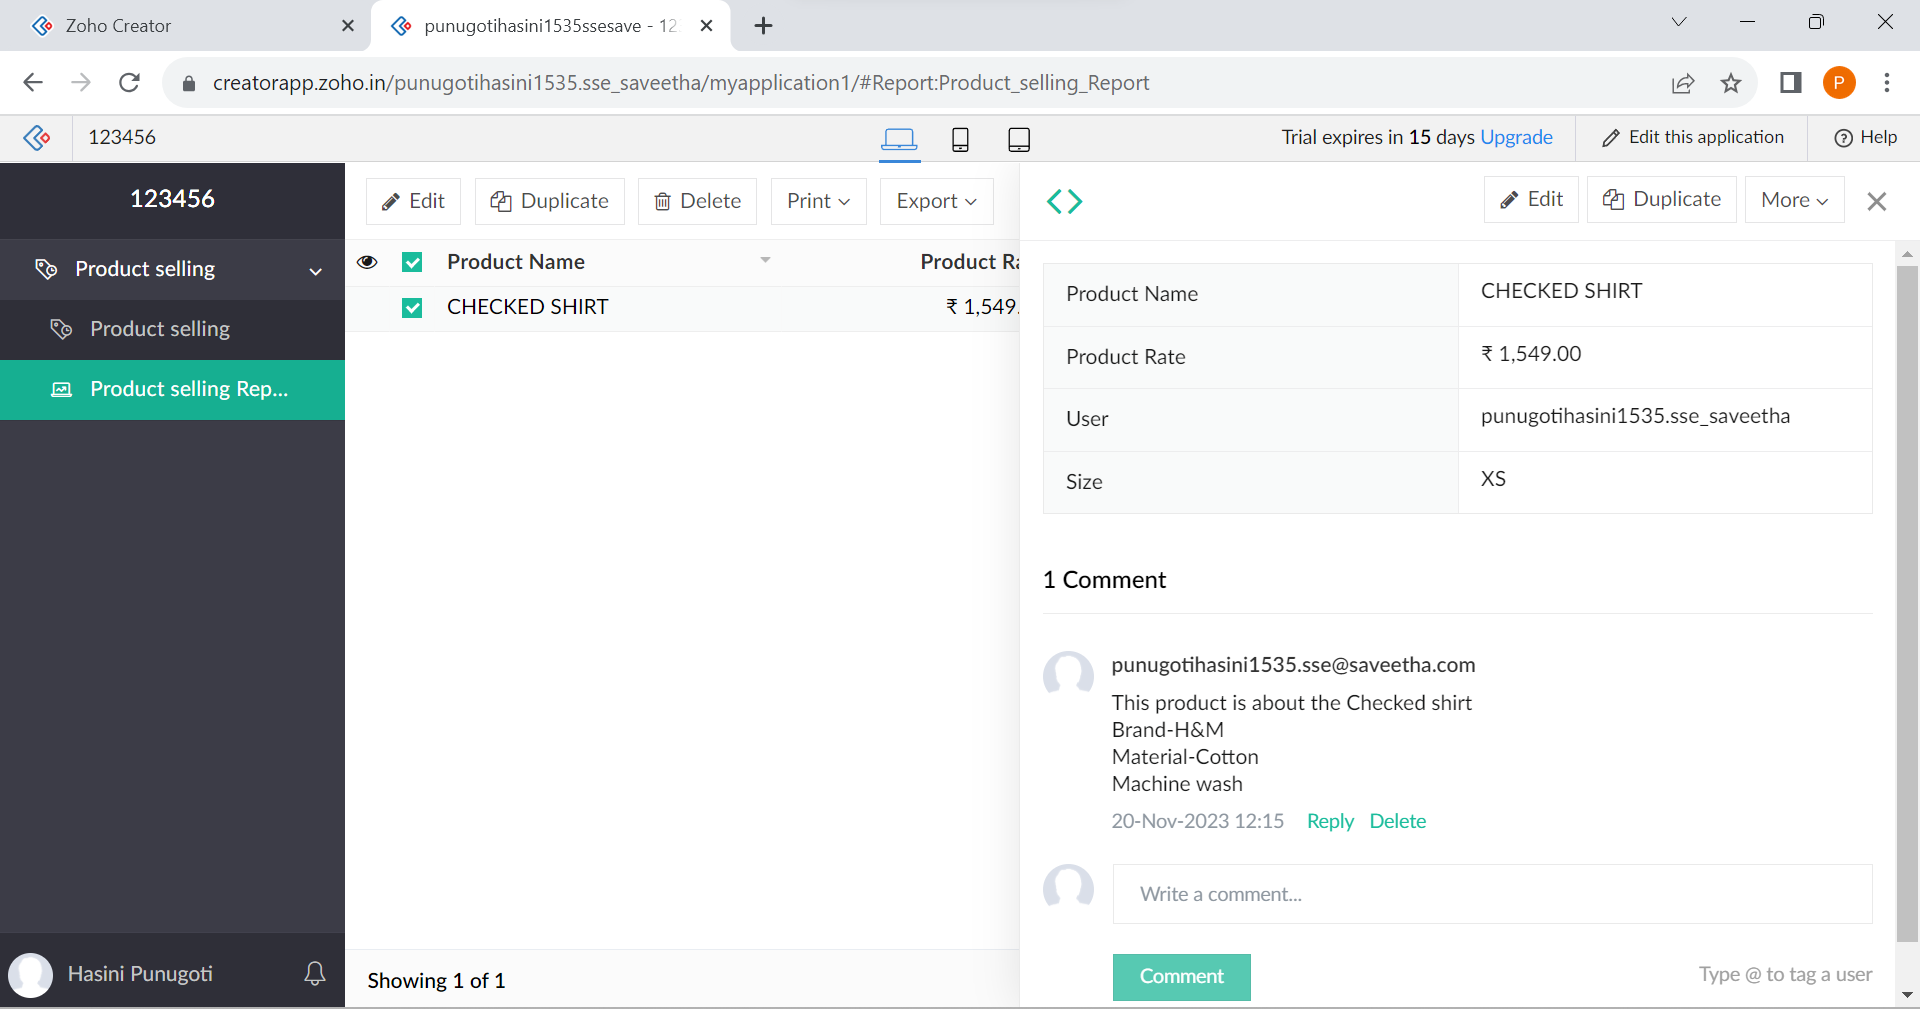 Zoho Creator
punugotihasini1535ssesave - 12
creatorapp.zoho.in/punugotihasini1535.sse_saveetha/myapplication1/#Report:Product_selling_Report
P
123456
Trial expires in 15 days Upgrade
Edit this application
Help
123456
Product selling
Product selling
Product selling Rep...
Hasini Punugoti
Edit
Duplicate
Delete
Print
Export
Product Name
Product Ra
CHECKED SHIRT
₹ 1,549.
Showing 1 of 1
Edit
Duplicate
More
Product Name
CHECKED SHIRT
Product Rate
₹ 1,549.00
User
punugotihasini1535.sse_saveetha
Size
XS
1 Comment
punugotihasini1535.sse@saveetha.com
This product is about the Checked shirt
Brand-H&M
Material-Cotton
Machine wash
20-Nov-2023 12:15 Reply Delete
Write a comment...
Comment
Type @ to tag a user